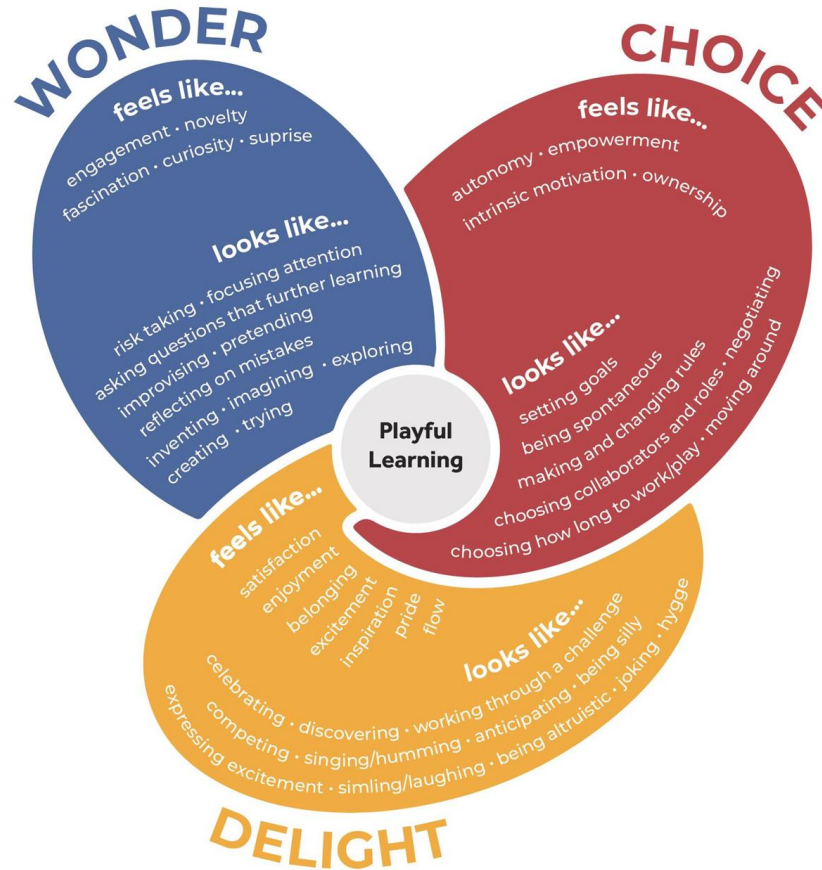 WONDER
feels like...
engagement • novelty
fascination • curiosity • suprise
looks like...
risk taking • focusing attention
asking questions that further learning
improvising • pretending
reflecting on mistakes
inventing • imagining • exploring
creating • trying
CHOICE
feels like...
autonomy • empowerment
intrinsic motivation • ownership
looks like...
setting goals
being spontaneous
making and changing rules
choosing collaborators and roles • negotiating
choosing how long to work/play • moving around
Playful
Learning
feels like...
satisfaction
enjoyment
belonging
excitement
inspiration
pride
flow
looks like...
celebrating • discovering • working through a challenge
competing • singing/humming • anticipating • being silly
expressing excitement • simling/laughing • being altruistic • joking • hygge
DELIGHT